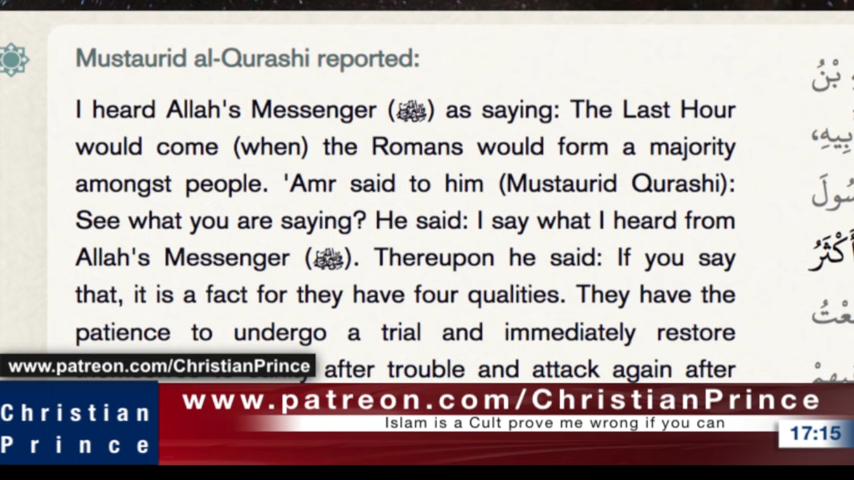 Mustaurid al-Qurashi reported:
I heard Allah's Messenger (ﷺ) as saying: The Last Hour
would come (when) the Romans would form a majority
amongst people. 'Amr said to him (Mustaurid Qurashi):
See what you are saying? He said: I say what I heard from
Allah's Messenger (ﷺ). Thereupon he said: If you say
that, it is a fact for they have four qualities. They have the
patience to undergo a trial and immediately restore
after trouble and attack again after
بْنُ
أَكْثَرُ
www.patreon.com/ChristianPrince
Christian
Prince
www.patreon.com/ChristianPrince
Islam is a Cult prove me wrong if you can
17:15